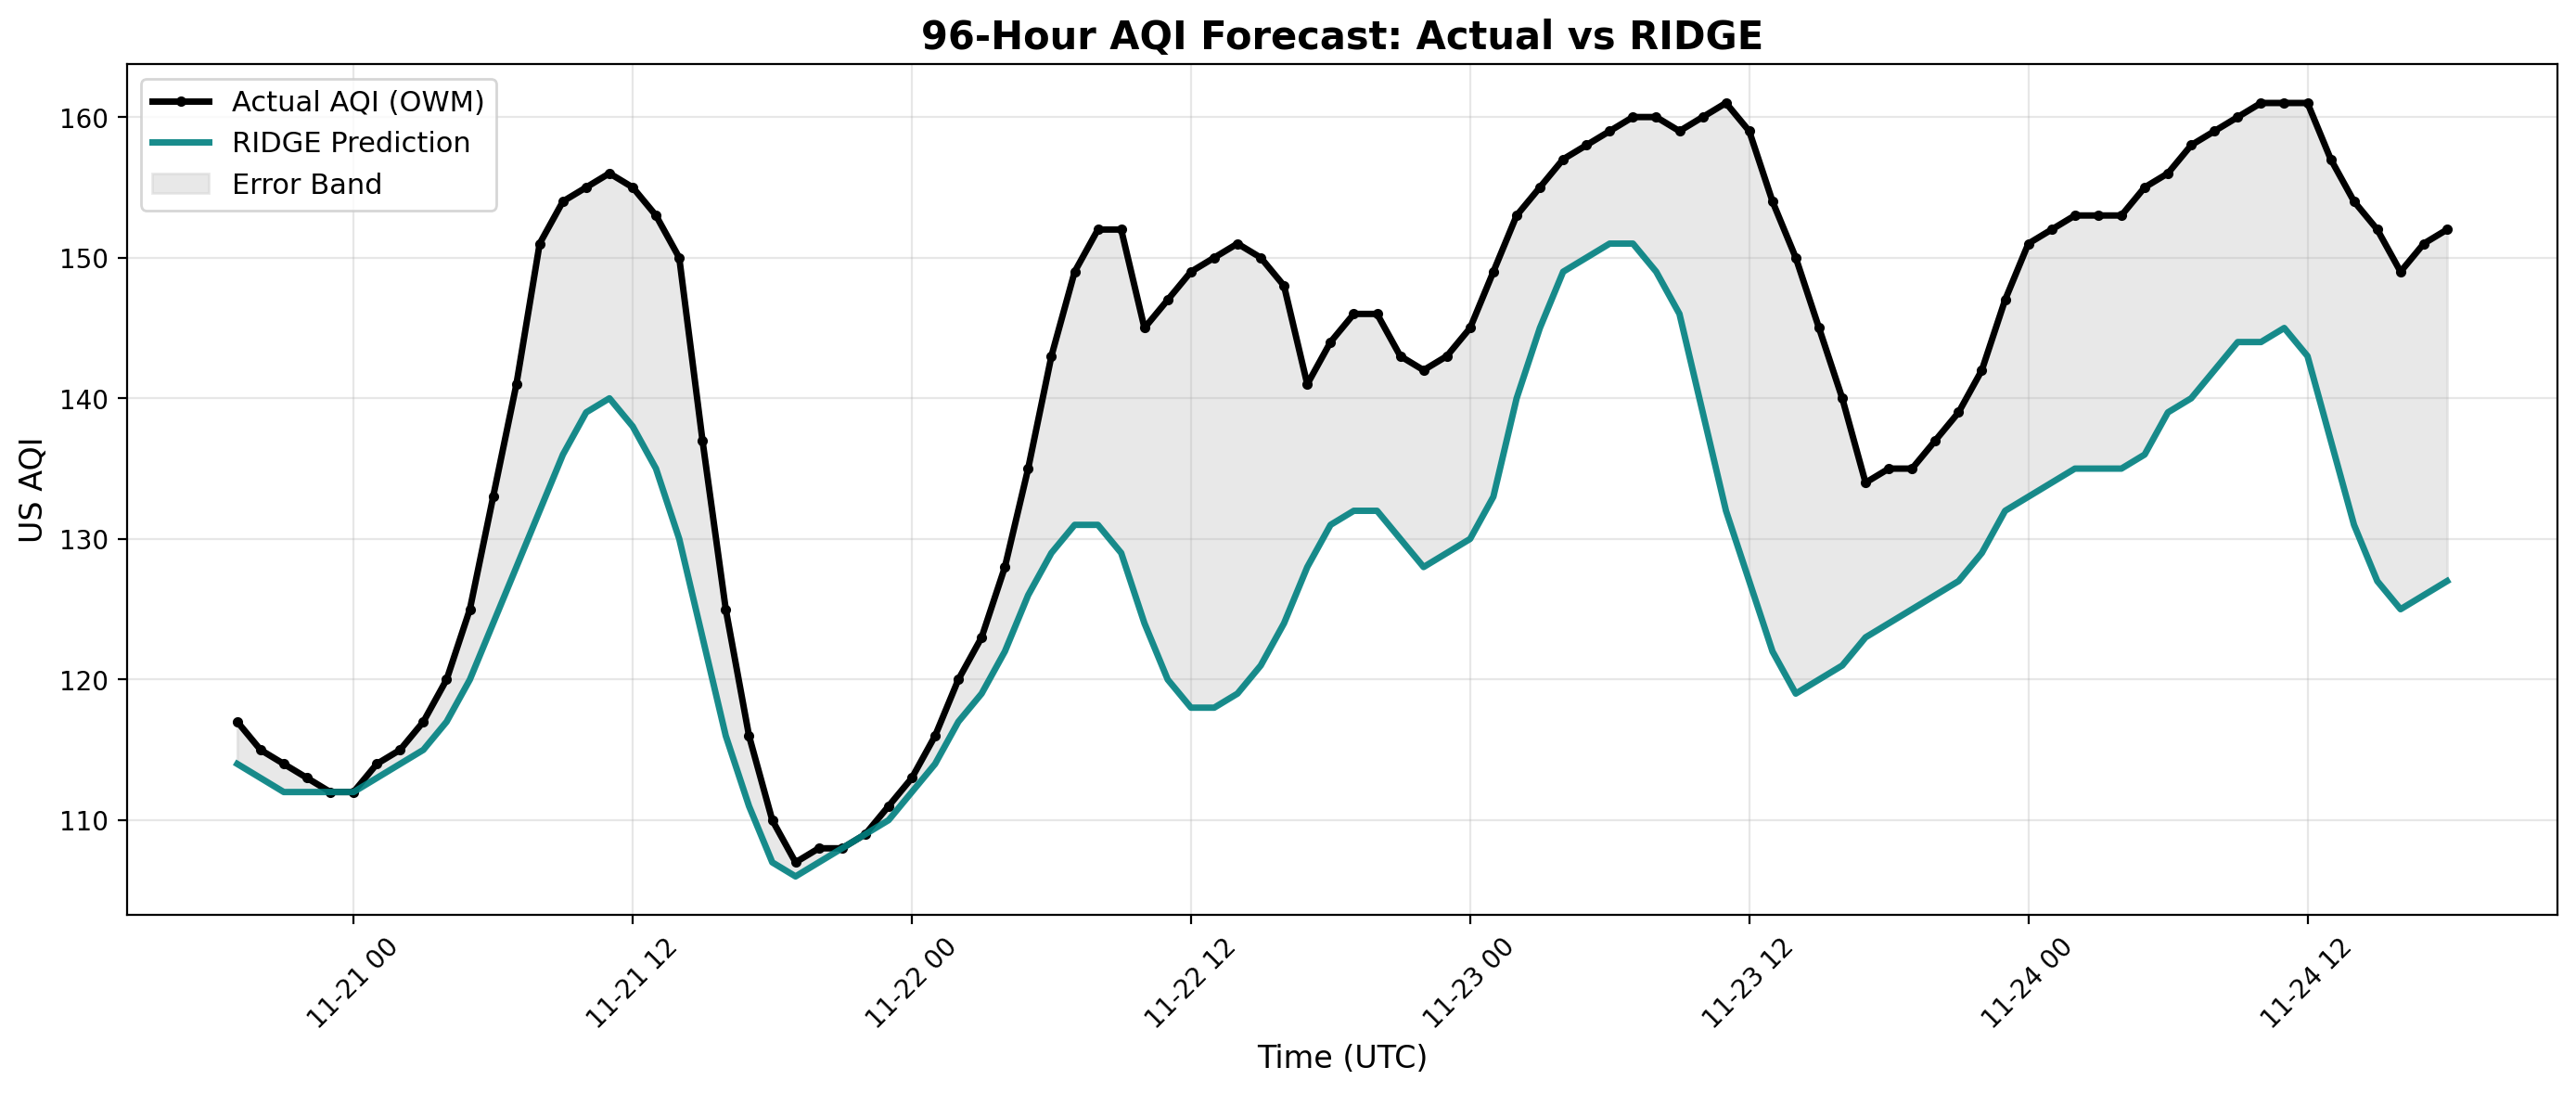 96-Hour AQI Forecast: Actual vs RIDGE
Actual AQI (OWM)
RIDGE Prediction
Error Band
US AQI
160
150
140
130
120
110
11-21 00
11-21 12
11-22 00
11-22 12
11-23 00
11-23 12
11-24 00
11-24 12
Time (UTC)